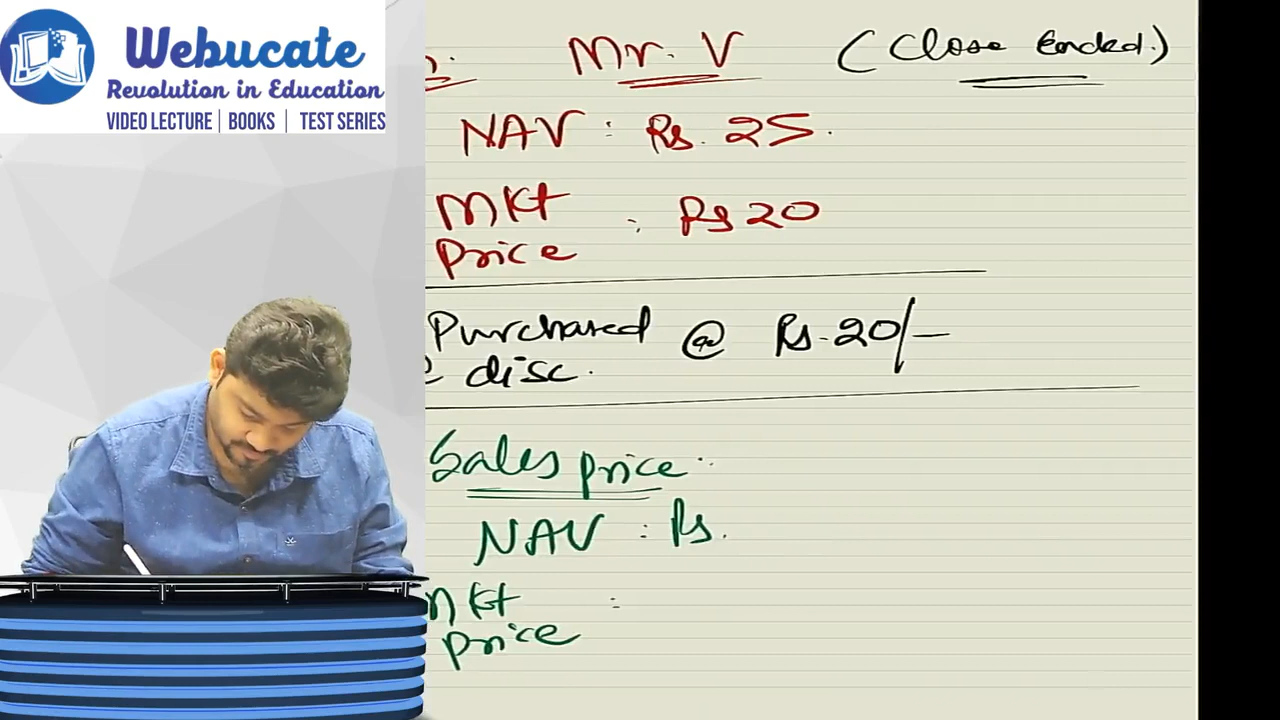 Webucate
Revolution in Education
VIDEO LECTURE | BOOKS | TEST SERIES
Mr. V (Close Ended.)
NAV : Rs. 25.
Mkt : Rs 20
Price
Purchased @ Rs. 20/-
disc.
Sales price :
NAV : Rs.
Mkt :
Price